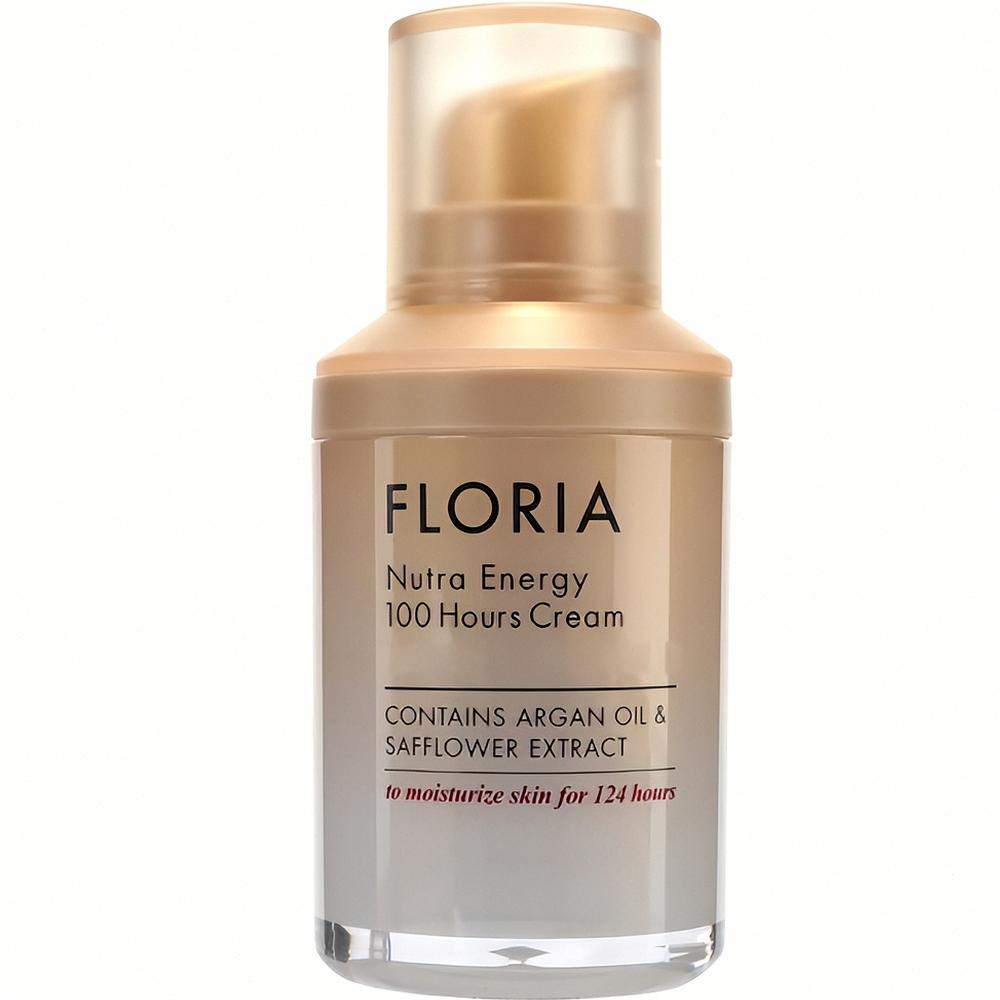 FLORIA
Nutra Energy
100 Hours Cream
CONTAINS ARGAN OIL &
SAFFLOWER EXTRACT
to moisturize skin for 124 hours